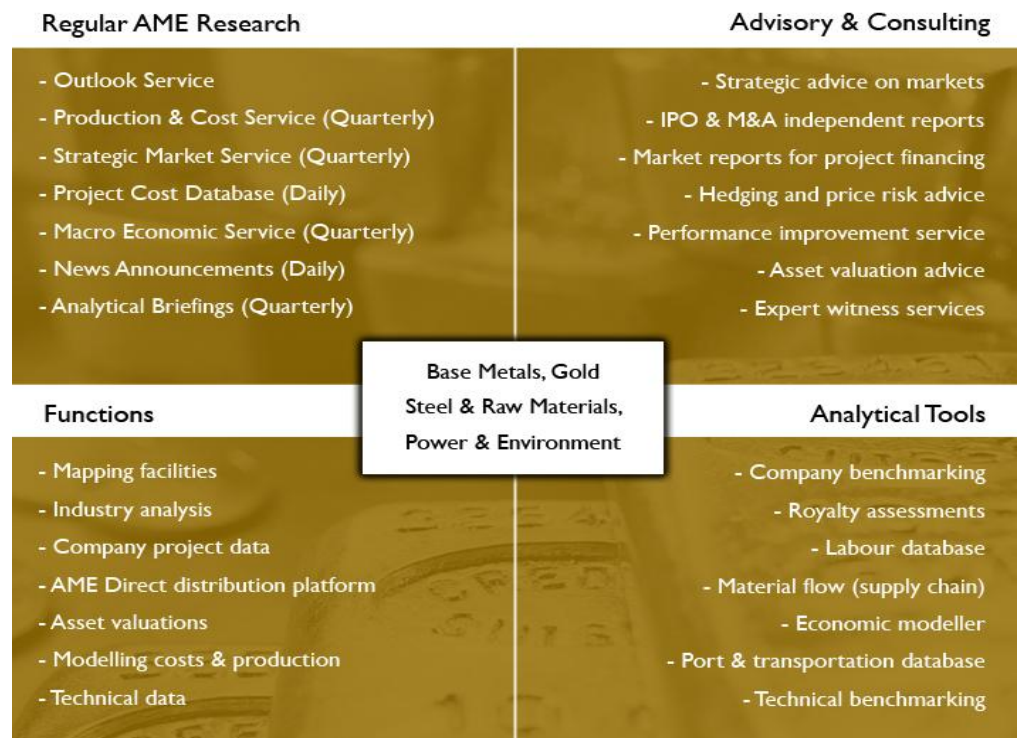 Regular AME Research
- Outlook Service
- Production & Cost Service (Quarterly)
- Strategic Market Service (Quarterly)
- Project Cost Database (Daily)
- Macro Economic Service (Quarterly)
- News Announcements (Daily)
- Analytical Briefings (Quarterly)
Advisory & Consulting
- Strategic advice on markets
- IPO & M&A independent reports
- Market reports for project financing
- Hedging and price risk advice
- Performance improvement service
- Asset valuation advice
- Expert witness services
Base Metals, Gold
Steel & Raw Materials,
Power & Environment
Functions
- Mapping facilities
- Industry analysis
- Company project data
- AME Direct distribution platform
- Asset valuations
- Modelling costs & production
- Technical data
Analytical Tools
- Company benchmarking
- Royalty assessments
- Labour database
- Material flow (supply chain)
- Economic modeller
- Port & transportation database
- Technical benchmarking